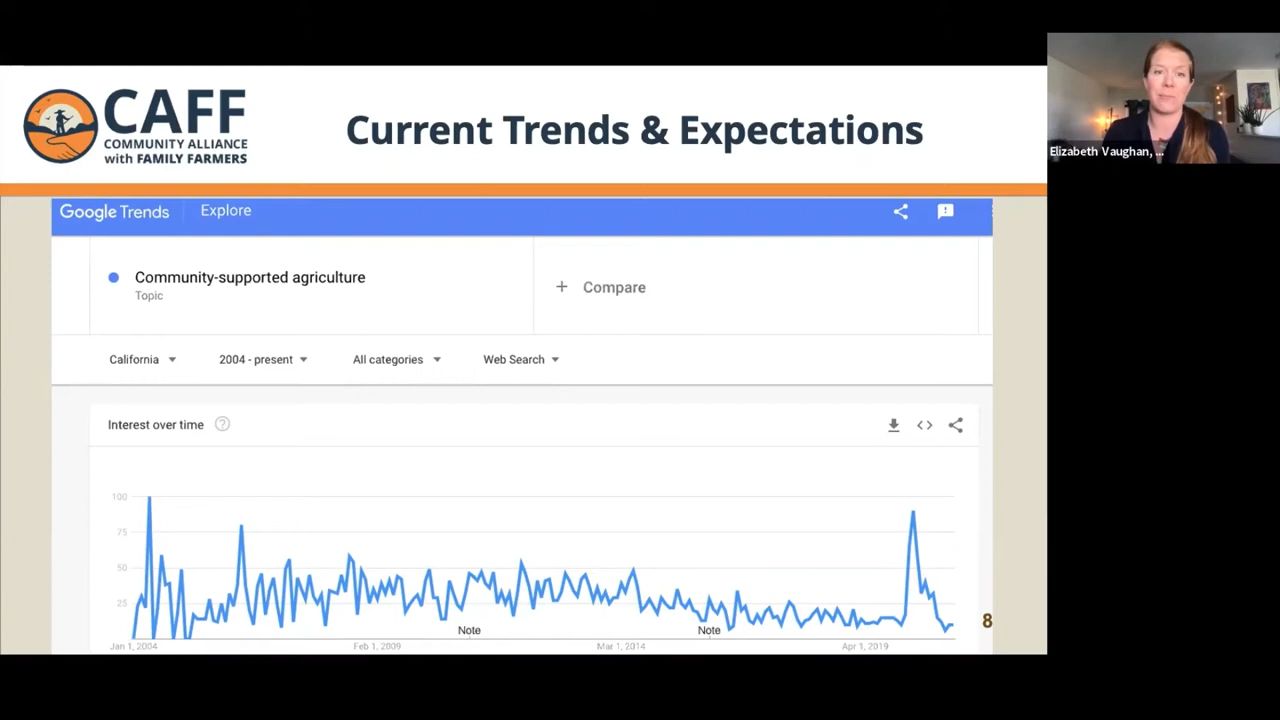 CAFF
COMMUNITY ALLIANCE
with FAMILY FARMERS
Current Trends & Expectations
Elizabeth Vaughan, ...
Google Trends
Explore
Community-supported agriculture
Topic
+ Compare
California
2004 - present
All categories
Web Search
Interest over time
?
100
75
50
25
Note
Note
8
Jan 1, 2004
Feb 1, 2009
Mar 1, 2014
Apr 1, 2019